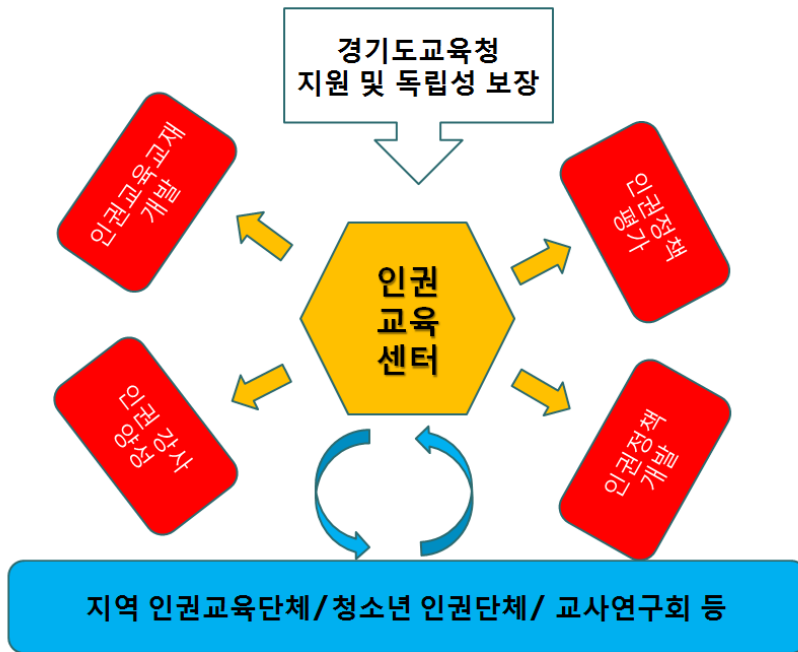 경기도교육청
지원 및 독립성 보장
인권교육교재
개발
인권정책
평가
인권
교육
센터
인권 강사
양성
인권정책
개발
지역 인권교육단체/청소년 인권단체/ 교사연구회 등